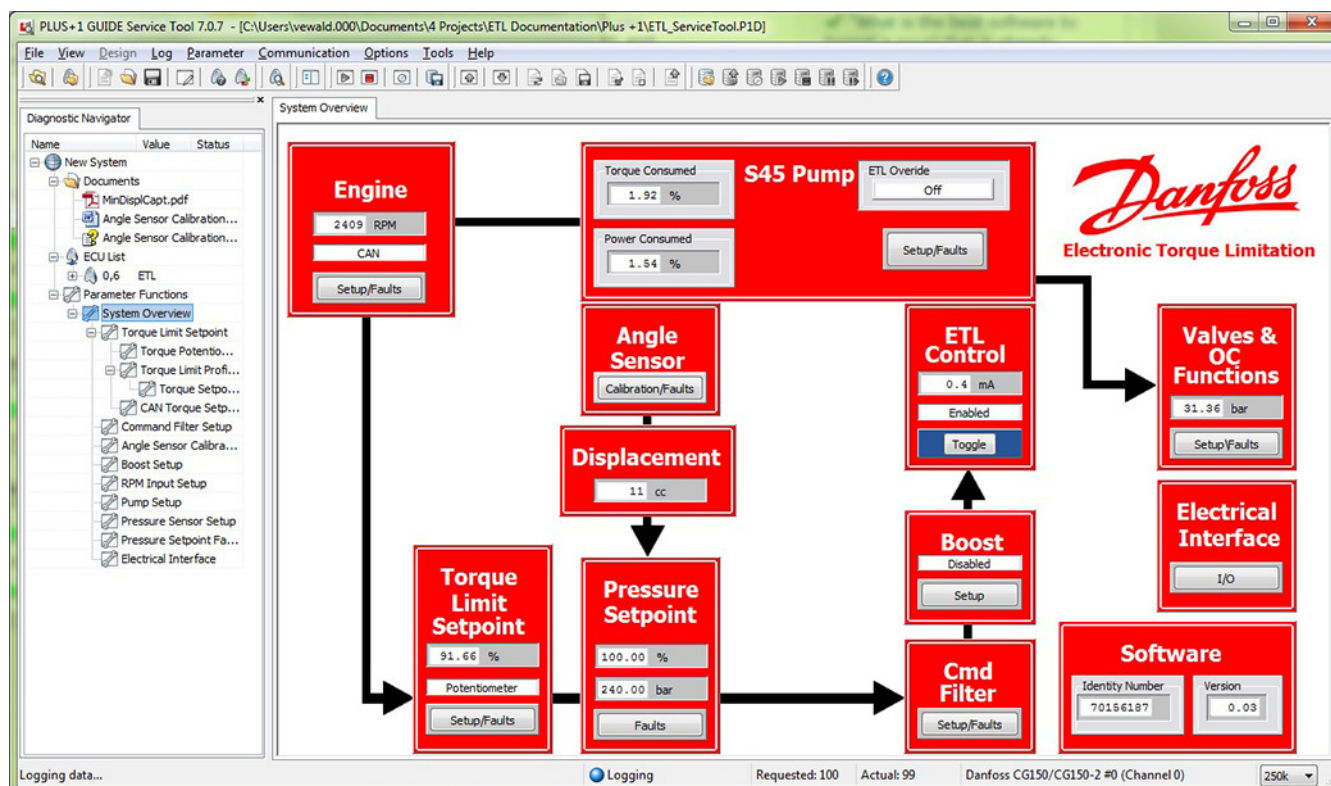 PLUS+1 GUIDE Service Tool 7.0.7 - [C:\Users\vewald.000\Documents\4 Projects\ETL Documentation\Plus +1\ETL_ServiceTool.P1D]
"What is the best software to
File View Design Log Parameter Communication Options Tools Help
Diagnostic Navigator
Name Value Status
New System
Documents
MinDisplCapt.pdf
Angle Sensor Calibration...
Angle Sensor Calibration...
ECU List
0,6 ETL
Parameter Functions
System Overview
Torque Limit Setpoint
Torque Potentio...
Torque Limit Profi...
Torque Setpo...
CAN Torque Setp...
Command Filter Setup
Angle Sensor Calibra...
Boost Setup
RPM Input Setup
Pump Setup
Pressure Sensor Setup
Pressure Setpoint Fa...
Electrical Interface
System Overview
Engine
2409 RPM
CAN
Setup/Faults
S45 Pump
Torque Consumed
1.92 %
Power Consumed
1.54 %
ETL Overide
Off
Setup/Faults
Danfoss
Electronic Torque Limitation
Angle
Sensor
Calibration/Faults
Displacement
11 cc
ETL
Control
0.4 mA
Enabled
Toggle
Valves &
OC
Functions
31.36 bar
Setup\Faults
Electrical
Interface
I/O
Torque
Limit
Setpoint
91.66 %
Potentiometer
Setup/Faults
Pressure
Setpoint
100.00 %
240.00 bar
Faults
Boost
Disabled
Setup
Cmd
Filter
Setup/Faults
Software
Identity Number
70156187
Version
0.03
Logging data...
Logging
Requested: 100
Actual: 99
Danfoss CG150/CG150-2 #0 (Channel 0)
250k